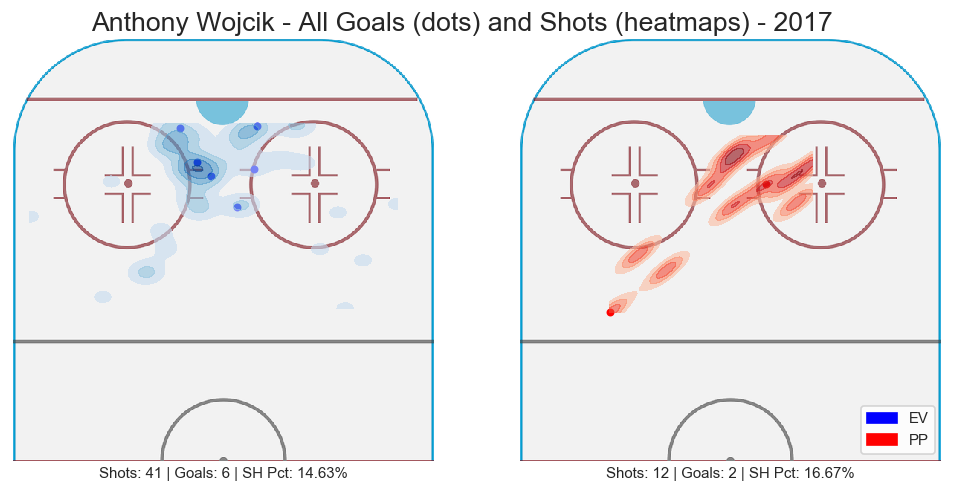 Anthony Wojcik - All Goals (dots) and Shots (heatmaps) - 2017
EV
PP
Shots: 41 | Goals: 6 | SH Pct: 14.63%
Shots: 12 | Goals: 2 | SH Pct: 16.67%